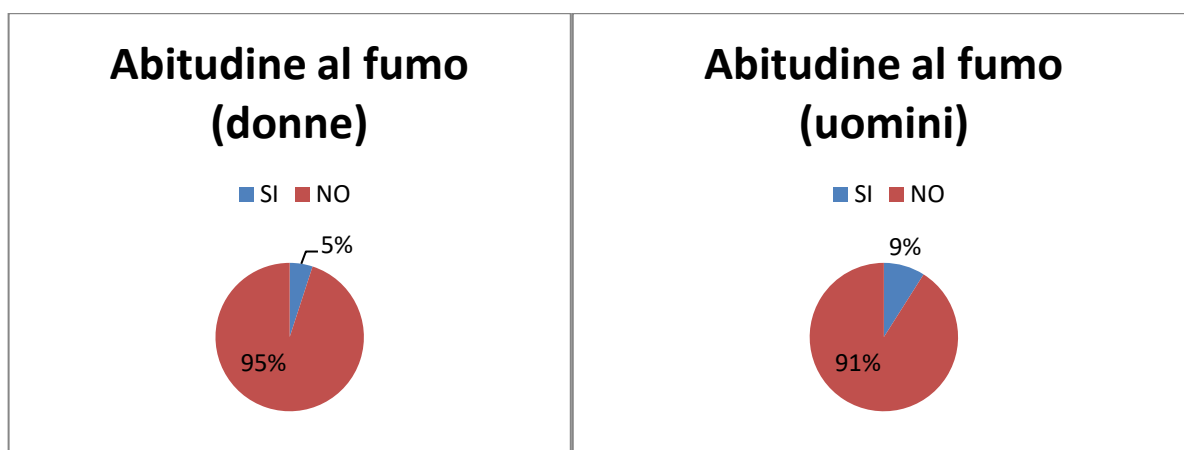 Abitudine al fumo
(donne)
SI NO
5%
95%
Abitudine al fumo
(uomini)
SI NO
9%
91%